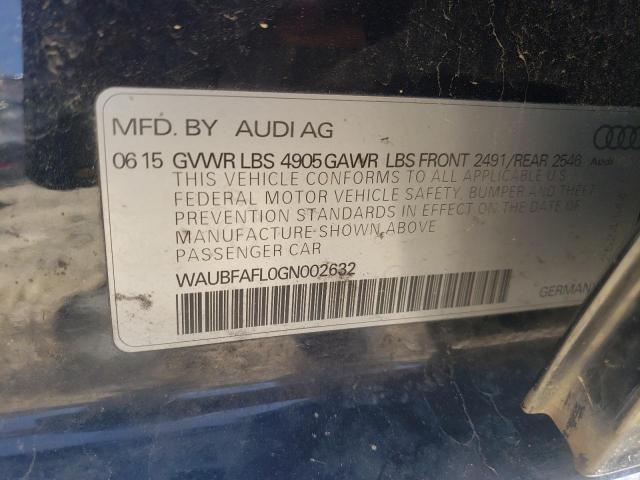 MFD. BY AUDI AG
06 15 GVWR LBS 4905 GAWR LBS FRONT 2491/REAR 2546 Audi
THIS VEHICLE CONFORMS TO ALL APPLICABLE U.S.
FEDERAL MOTOR VEHICLE SAFETY, BUMPER AND THEFT
PREVENTION STANDARDS IN EFFECT ON THE DATE OF
MANUFACTURE SHOWN ABOVE
PASSENGER CAR
WAUBFAFL0GN002632
GERMANY